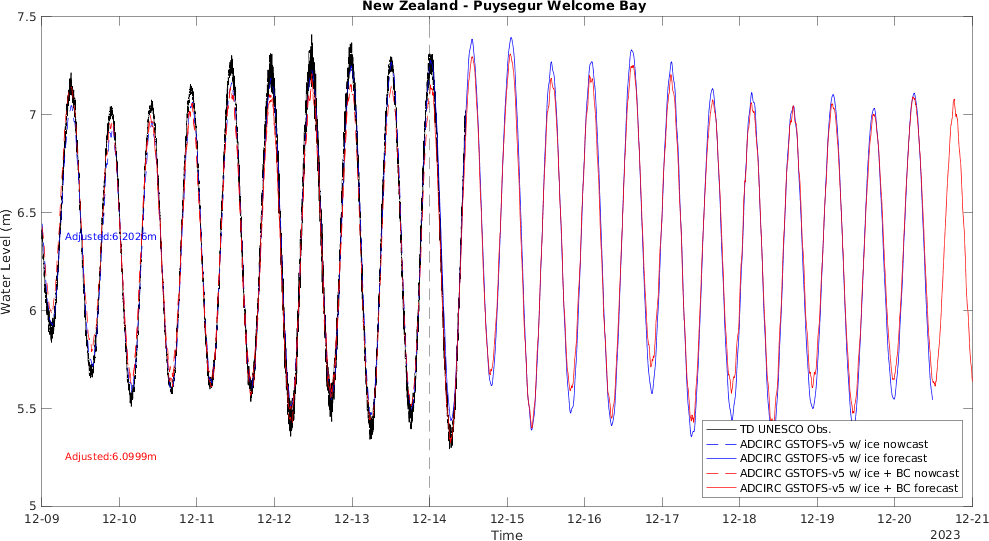 New Zealand - Puysegur Welcome Bay
7.5
7
6.5
6
5.5
5
Water Level (m)
Adjusted:6.2026m
Adjusted:6.0999m
TD UNESCO Obs.
ADCIRC GSTOFS-v5 w/ ice nowcast
ADCIRC GSTOFS-v5 w/ ice forecast
ADCIRC GSTOFS-v5 w/ ice + BC nowcast
ADCIRC GSTOFS-v5 w/ ice + BC forecast
12-09 12-10 12-11 12-12 12-13 12-14 12-15 12-16 12-17 12-18 12-19 12-20 12-21
Time
2023